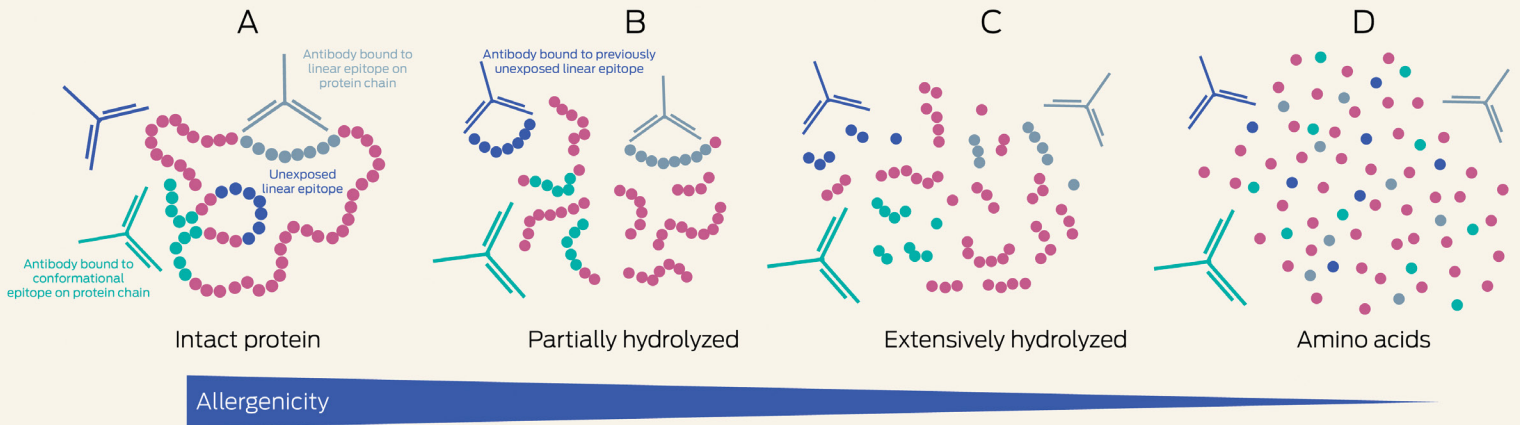 A
B
C
D
Antibody bound to
linear epitope on
protein chain
Unexposed
linear epitope
Antibody bound to
conformational
epitope on protein chain
Antibody bound to previously
unexposed linear epitope
Intact protein
Partially hydrolyzed
Extensively hydrolyzed
Amino acids
Allergenicity